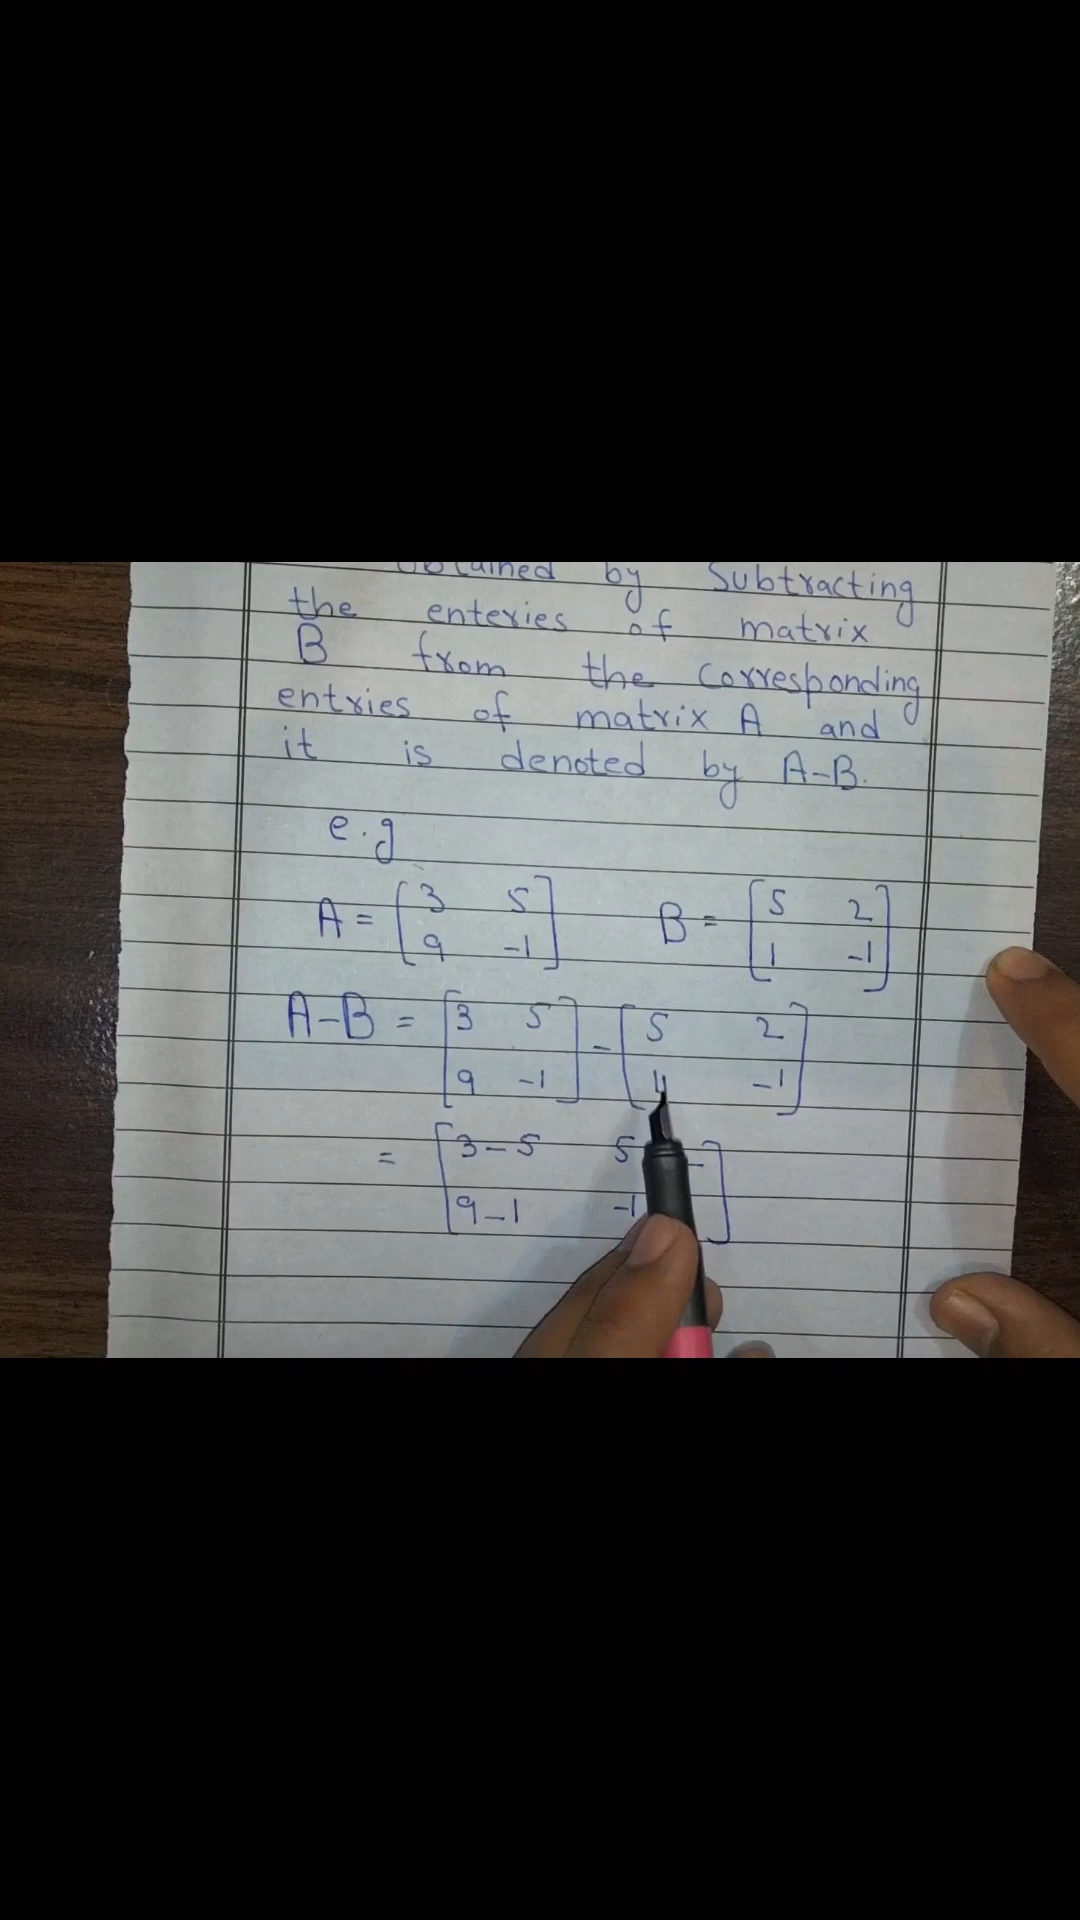 obtained by Subtracting
the enteries of matrix
B from the corresponding
entries of matrix A and
it is denoted by A-B.
e.g
A = [3 5 B = [5 2
9 -1] 1 -1]
A-B = [3 5 - [5 2
9 -1] -1]
= [3-5 5
9-1 -1 ]